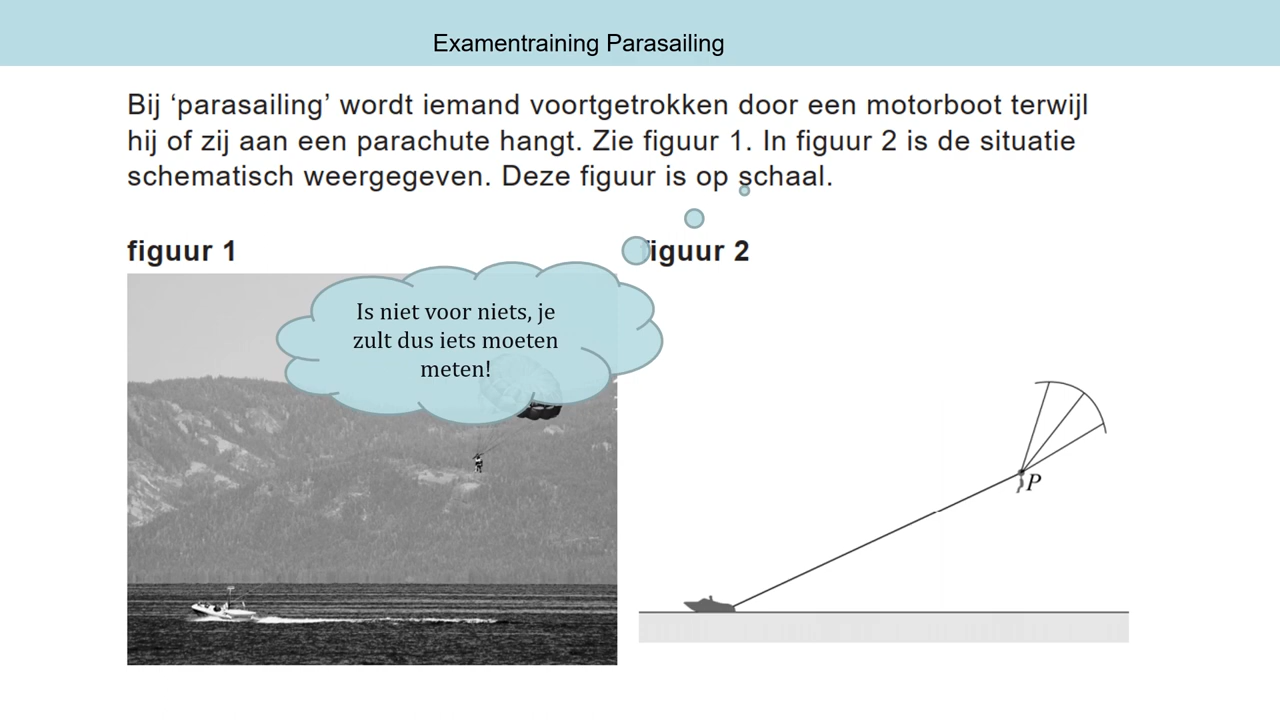 Examentraining Parasailing
Bij ‘parasailing’ wordt iemand voortgetrokken door een motorboot terwijl
hij of zij aan een parachute hangt. Zie figuur 1. In figuur 2 is de situatie
schematisch weergegeven. Deze figuur is op schaal.
figuur 1
figuur 2
Is niet voor niets, je
zult dus iets moeten
meten!
P